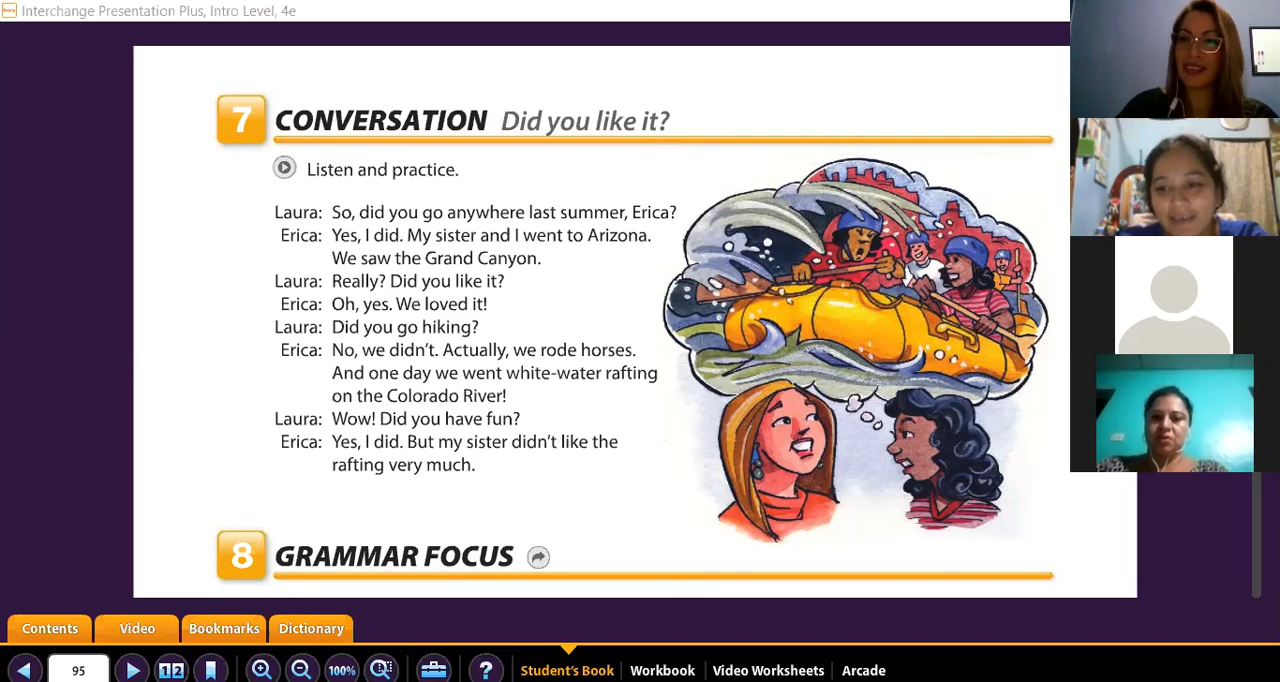 Interchange Presentation Plus, Intro Level, 4e
7 CONVERSATION Did you like it?
Listen and practice.
Laura: So, did you go anywhere last summer, Erica?
Erica: Yes, I did. My sister and I went to Arizona.
We saw the Grand Canyon.
Laura: Really? Did you like it?
Erica: Oh, yes. We loved it!
Laura: Did you go hiking?
Erica: No, we didn't. Actually, we rode horses.
And one day we went white-water rafting
on the Colorado River!
Laura: Wow! Did you have fun?
Erica: Yes, I did. But my sister didn't like the
rafting very much.
8 GRAMMAR FOCUS
Contents Video Bookmarks Dictionary
95 12 100% ? Student's Book Workbook Video Worksheets Arcade